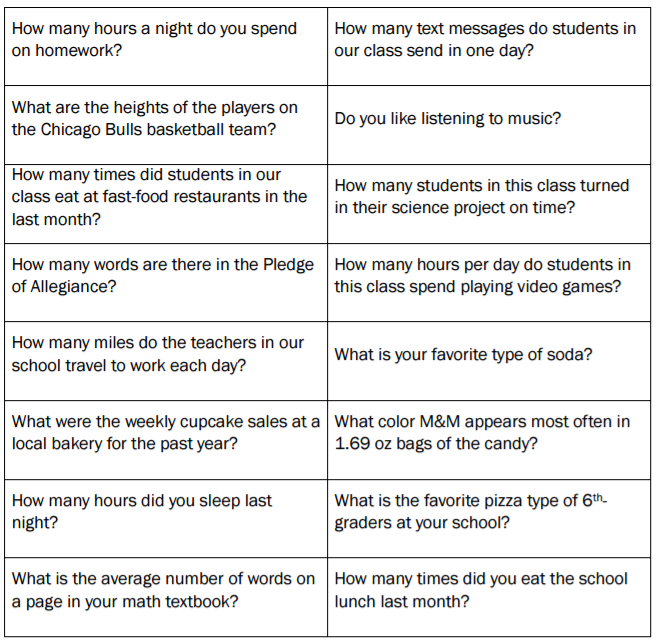 How many hours a night do you spend
on homework?
How many text messages do students in
our class send in one day?
What are the heights of the players on
the Chicago Bulls basketball team?
Do you like listening to music?
How many times did students in our
class eat at fast-food restaurants in the
last month?
How many students in this class turned
in their science project on time?
How many words are there in the Pledge
of Allegiance?
How many hours per day do students in
this class spend playing video games?
How many miles do the teachers in our
school travel to work each day?
What is your favorite type of soda?
What were the weekly cupcake sales at a
local bakery for the past year?
What color M&M appears most often in
1.69 oz bags of the candy?
How many hours did you sleep last
night?
What is the favorite pizza type of 6th-
graders at your school?
What is the average number of words on
a page in your math textbook?
How many times did you eat the school
lunch last month?